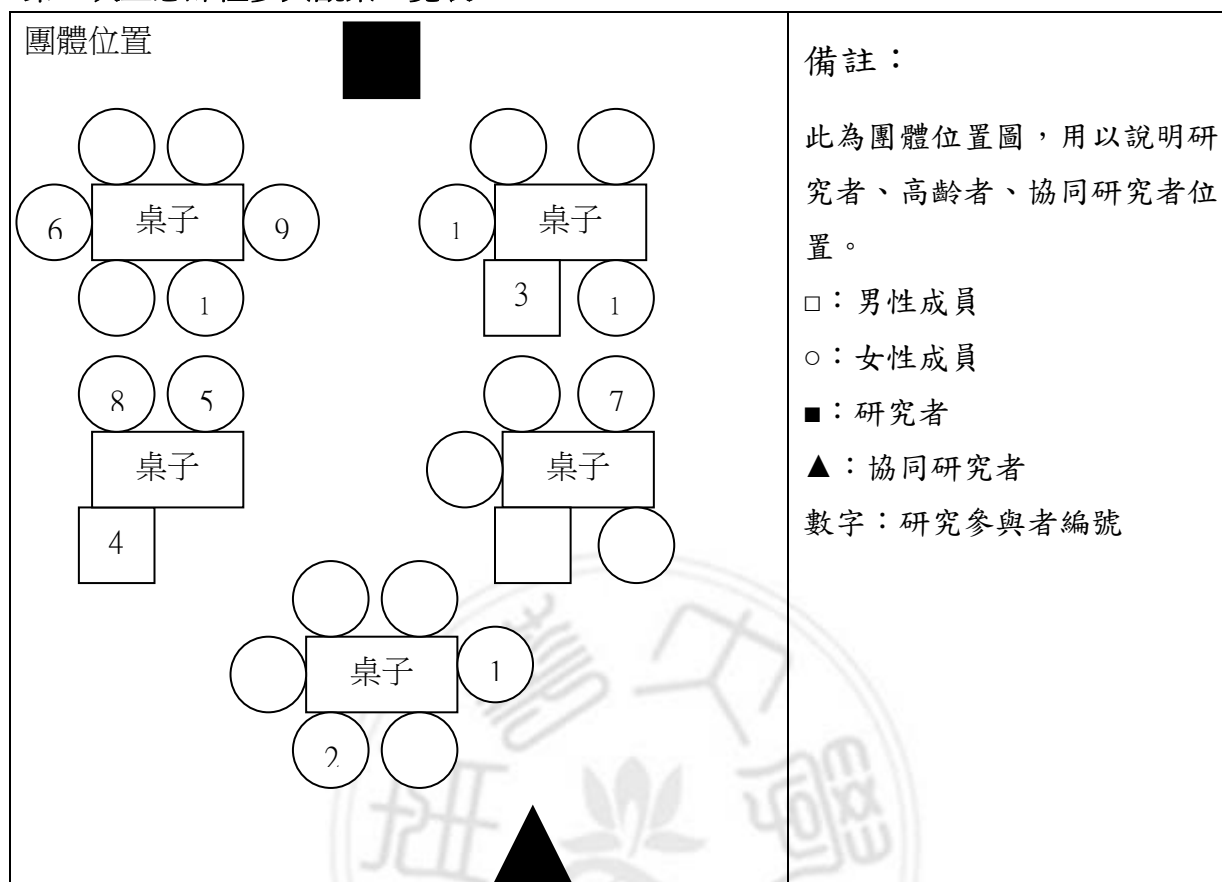 團體位置
6
桌子
9
1
1
桌子
3
1
8
5
桌子
4
7
桌子
桌子
1
2
備註：
此為團體位置圖，用以說明研
究者、高齡者、協同研究者位
置。
□：男性成員
○：女性成員
■：研究者
▲：協同研究者
數字：研究參與者編號